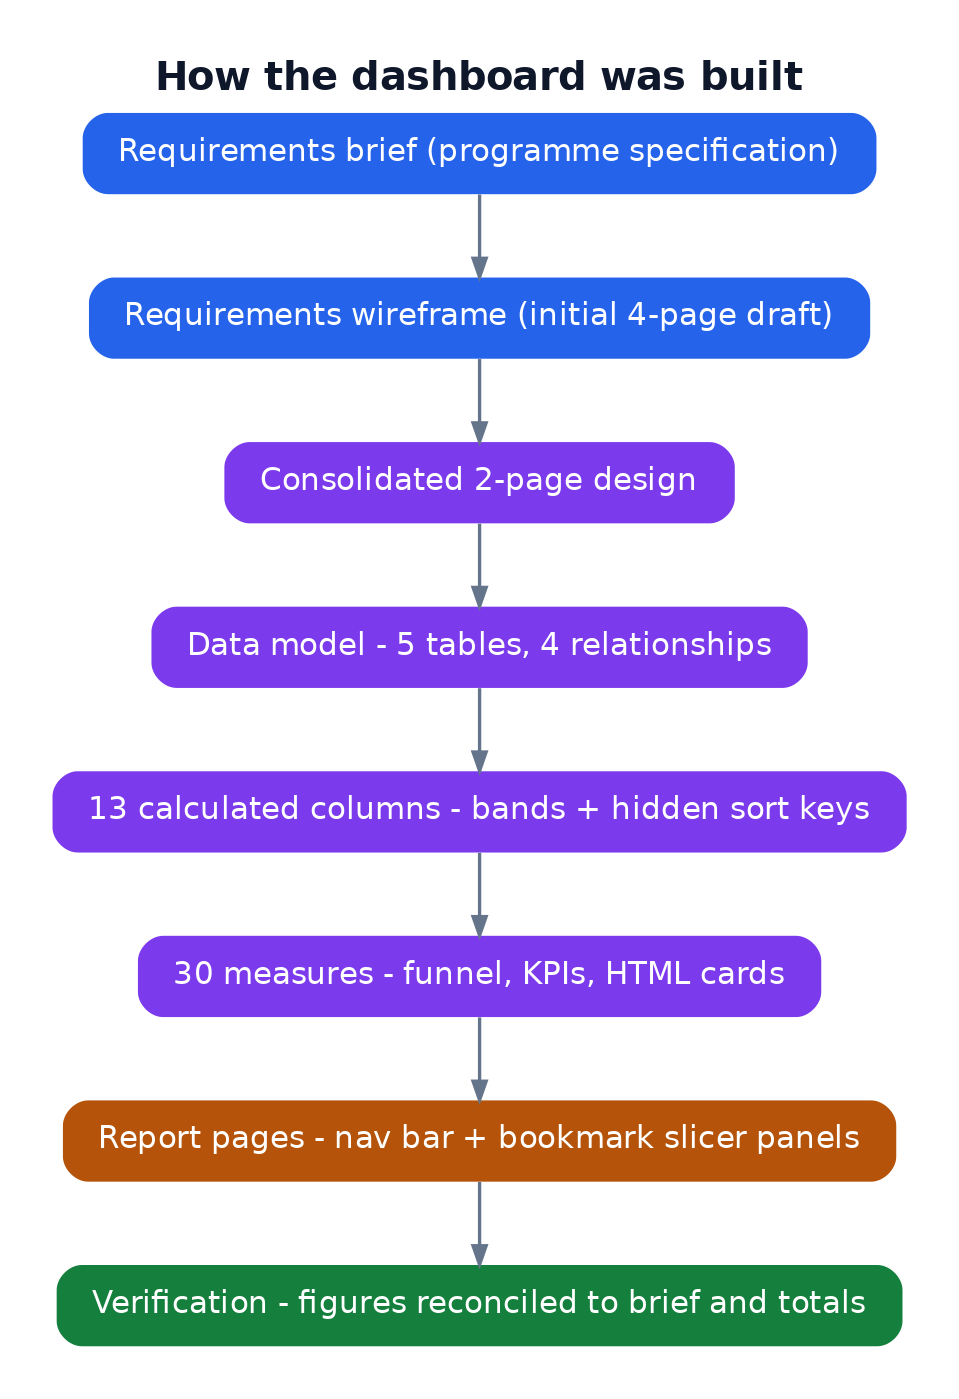 How the dashboard was built
Requirements brief (programme specification)
Requirements wireframe (initial 4-page draft)
Consolidated 2-page design
Data model - 5 tables, 4 relationships
13 calculated columns - bands + hidden sort keys
30 measures - funnel, KPIs, HTML cards
Report pages - nav bar + bookmark slicer panels
Verification - figures reconciled to brief and totals